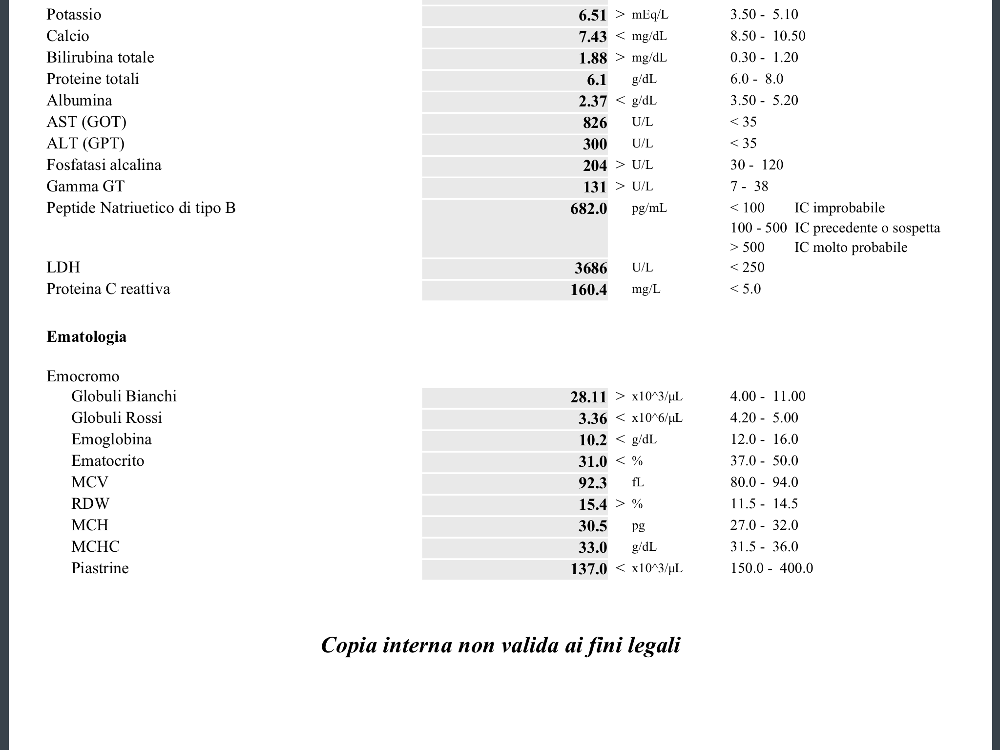 Potassio 6.51 > mEq/L 3.50 - 5.10
Calcio 7.43 < mg/dL 8.50 - 10.50
Bilirubina totale 1.88 > mg/dL 0.30 - 1.20
Proteine totali 6.1 g/dL 6.0 - 8.0
Albumina 2.37 < g/dL 3.50 - 5.20
AST (GOT) 826 U/L < 35
ALT (GPT) 300 U/L < 35
Fosfatasi alcalina 204 > U/L 30 - 120
Gamma GT 131 > U/L 7 - 38
Peptide Natriuetico di tipo B 682.0 pg/mL < 100 IC improbabile
100 - 500 IC precedente o sospetta
> 500 IC molto probabile
LDH 3686 U/L < 250
Proteina C reattiva 160.4 mg/L < 5.0
Ematologia
Emocromo
Globuli Bianchi 28.11 > x10^3/µL 4.00 - 11.00
Globuli Rossi 3.36 < x10^6/µL 4.20 - 5.00
Emoglobina 10.2 < g/dL 12.0 - 16.0
Ematocrito 31.0 < % 37.0 - 50.0
MCV 92.3 fL 80.0 - 94.0
RDW 15.4 > % 11.5 - 14.5
MCH 30.5 pg 27.0 - 32.0
MCHC 33.0 g/dL 31.5 - 36.0
Piastrine 137.0 < x10^3/µL 150.0 - 400.0
Copia interna non valida ai fini legali